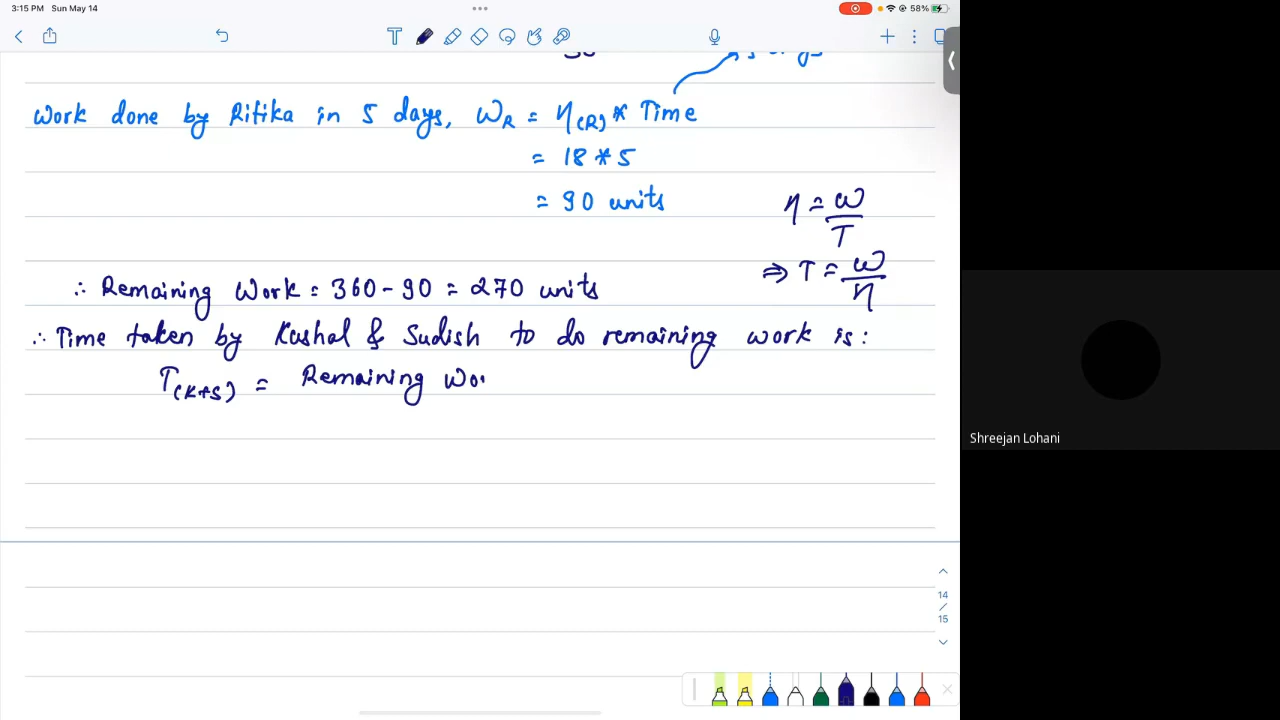 3:15 PM Sun May 14
58%
Work done by Ritika in 5 days, WR = η(R) * Time
= 18 * 5
= 90 units
η = W/T
⇒ T = W/η
∴ Remaining Work = 360 - 90 = 270 units
∴ Time taken by Kushal & Sudish to do remaining work is:
T(K+S) = Remaining Wo
Shreejan Lohani
14
/
15